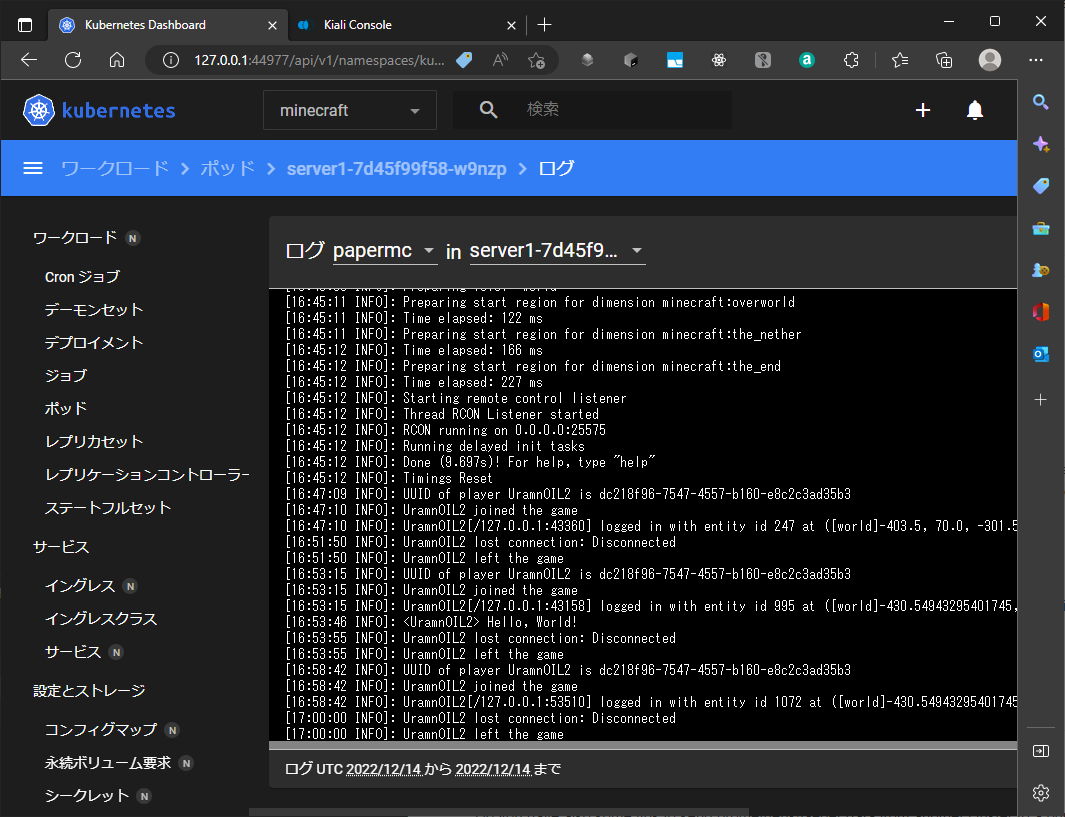 Kubernetes Dashboard
Kiali Console
127.0.0.1:44977/api/v1/namespaces/ku...
kubernetes
minecraft
検索
ワークロード > ポッド > server1-7d45f99f58-w9nzp > ログ
ワークロード N
Cron ジョブ
デーモンセット
デプロイメント
ジョブ
ポッド
レプリカセット
レプリケーションコントローラー
ステートフルセット
サービス
イングレス N
イングレスクラス
サービス N
設定とストレージ
コンフィグマップ N
永続ボリューム要求 N
シークレット N
ログ papermc in server1-7d45f9...
[16:45:11 INFO]: Preparing start region for dimension minecraft:overworld
[16:45:11 INFO]: Time elapsed: 122 ms
[16:45:11 INFO]: Preparing start region for dimension minecraft:the_nether
[16:45:12 INFO]: Time elapsed: 166 ms
[16:45:12 INFO]: Preparing start region for dimension minecraft:the_end
[16:45:12 INFO]: Time elapsed: 227 ms
[16:45:12 INFO]: Starting remote control listener
[16:45:12 INFO]: Thread RCON Listener started
[16:45:12 INFO]: RCON running on 0.0.0.0:25575
[16:45:12 INFO]: Running delayed init tasks
[16:45:12 INFO]: Done (9.697s)! For help, type "help"
[16:45:12 INFO]: Timings Reset
[16:47:09 INFO]: UUID of player UramnOIL2 is dc218f96-7547-4557-b160-e8c2c3ad35b3
[16:47:10 INFO]: UramnOIL2 joined the game
[16:47:10 INFO]: UramnOIL2[/127.0.0.1:43360] logged in with entity id 247 at ([world]-403.5, 70.0, -301.5
[16:51:50 INFO]: UramnOIL2 lost connection: Disconnected
[16:51:50 INFO]: UramnOIL2 left the game
[16:53:15 INFO]: UUID of player UramnOIL2 is dc218f96-7547-4557-b160-e8c2c3ad35b3
[16:53:15 INFO]: UramnOIL2 joined the game
[16:53:15 INFO]: UramnOIL2[/127.0.0.1:43158] logged in with entity id 995 at ([world]-430.54943295401745,
[16:53:46 INFO]: <UramnOIL2> Hello, World!
[16:53:55 INFO]: UramnOIL2 lost connection: Disconnected
[16:53:55 INFO]: UramnOIL2 left the game
[16:58:42 INFO]: UUID of player UramnOIL2 is dc218f96-7547-4557-b160-e8c2c3ad35b3
[16:58:42 INFO]: UramnOIL2 joined the game
[16:58:42 INFO]: UramnOIL2[/127.0.0.1:53510] logged in with entity id 1072 at ([world]-430.54943295401745
[17:00:00 INFO]: UramnOIL2 lost connection: Disconnected
[17:00:00 INFO]: UramnOIL2 left the game
ログ UTC 2022/12/14 から 2022/12/14 まで